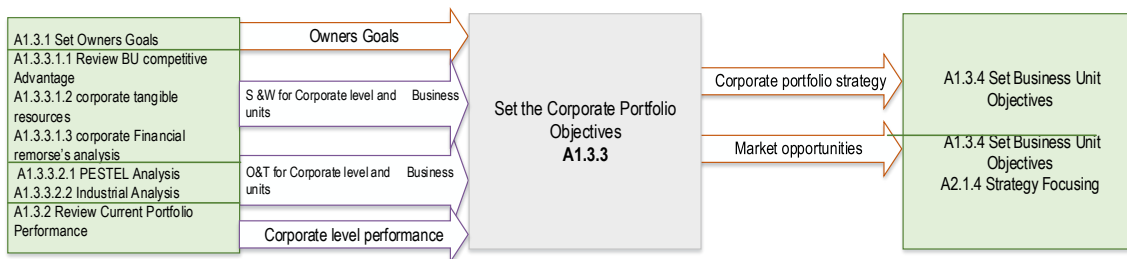 A1.3.1 Set Owners Goals
A1.3.3.1.1 Review BU competitive
Advantage
A1.3.3.1.2 corporate tangible
resources
A1.3.3.1.3 corporate Financial
remorse's analysis
A1.3.3.2.1 PESTEL Analysis
A1.3.3.2.2 Industrial Analysis
A1.3.2 Review Current Portfolio
Performance
Owners Goals
S &W for Corporate level and Business
units
O&T for Corporate level and Business
units
Corporate level performance
Set the Corporate Portfolio
Objectives
A1.3.3
Corporate portfolio strategy
Market opportunities
A1.3.4 Set Business Unit
Objectives
A1.3.4 Set Business Unit
Objectives
A2.1.4 Strategy Focusing